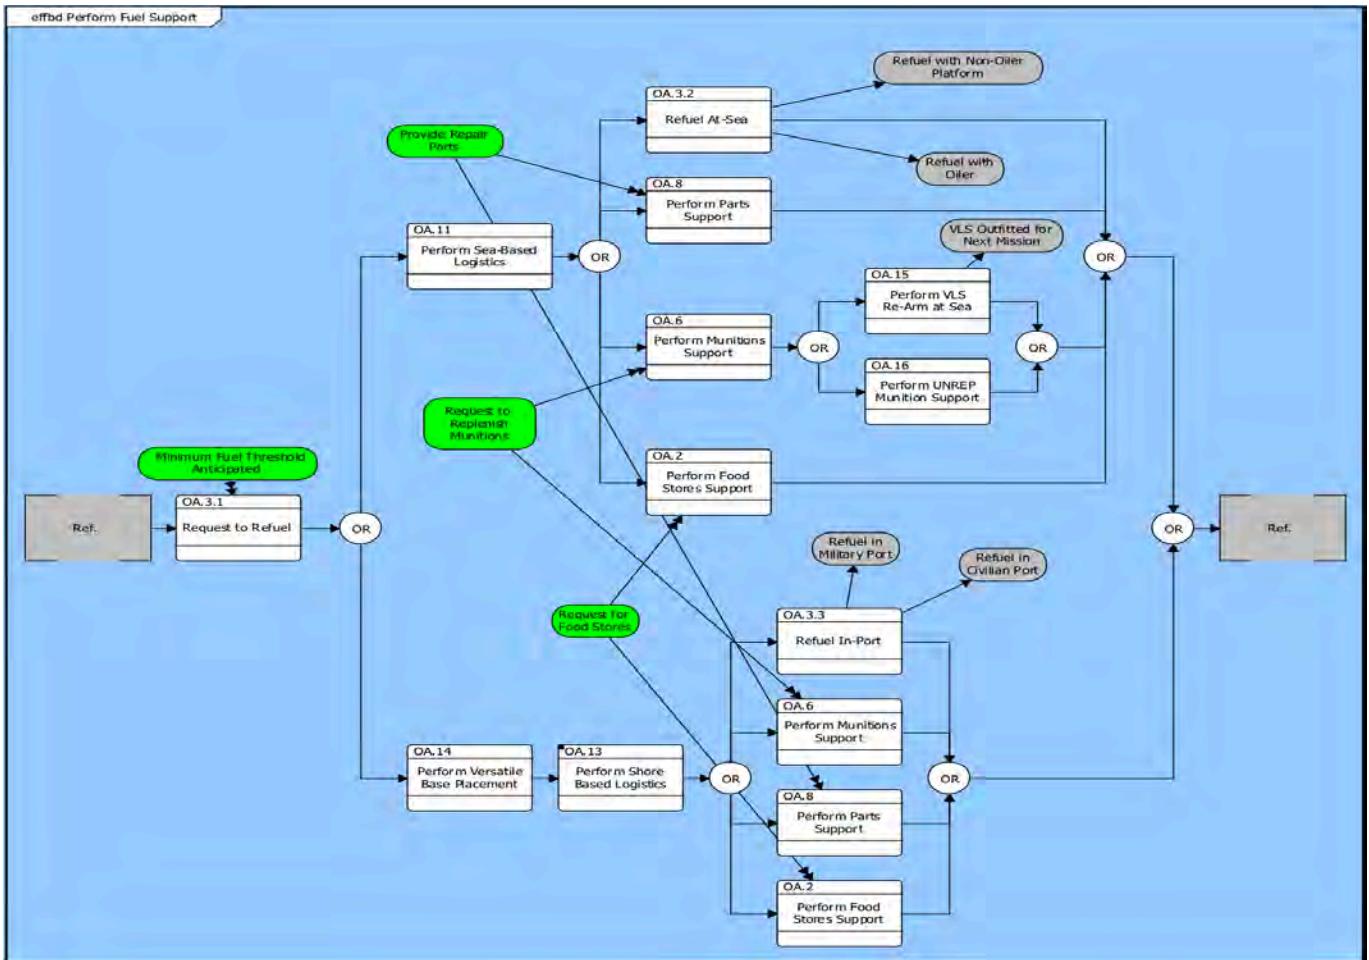 effbd Perform Fuel Support
Refuel with Non-Oiler
Platform
OA.3.2
Refuel At-Sea
Provide Repair
Parts
Refuel with
Oiler
OA.8
Perform Parts
Support
OA.11
Perform Sea-Based
Logistics
OR
VLS Outfitted for
Next Mission
OR
OA.15
Perform VLS
Re-Arm at Sea
OA.6
Perform Munitions
Support
OR
OR
OA.16
Perform UNREP
Munition Support
Request to
Replenish
Munitions
Minimum Fuel Threshold
Anticipated
OA.2
Perform Food
Stores Support
Ref.
OA.3.1
Request to Refuel
OR
OR
Ref.
Refuel in
Military Port
Refuel in
Civilian Port
Request for
Food Stores
OA.3.3
Refuel In-Port
OA.6
Perform Munitions
Support
OA.14
Perform Versatile
Base Placement
OA.13
Perform Shore
Based Logistics
OR
OR
OA.8
Perform Parts
Support
OA.2
Perform Food
Stores Support